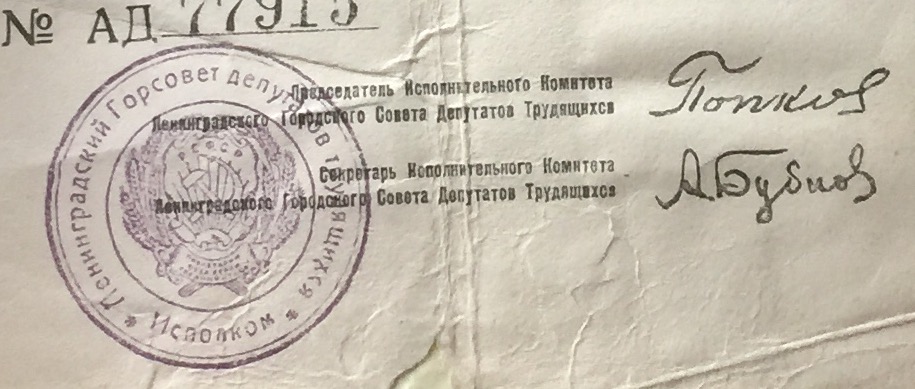 № АД 77915
Председатель Исполнительного Комитета
Ленинградского Городского Совета Депутатов Трудящихся
Попков
Секретарь Исполнительного Комитета
Ленинградского Городского Совета Депутатов Трудящихся
А. Бубнов
Ленинградский Горсовет депутатов трудящихся
* Исполком *
РСФСР